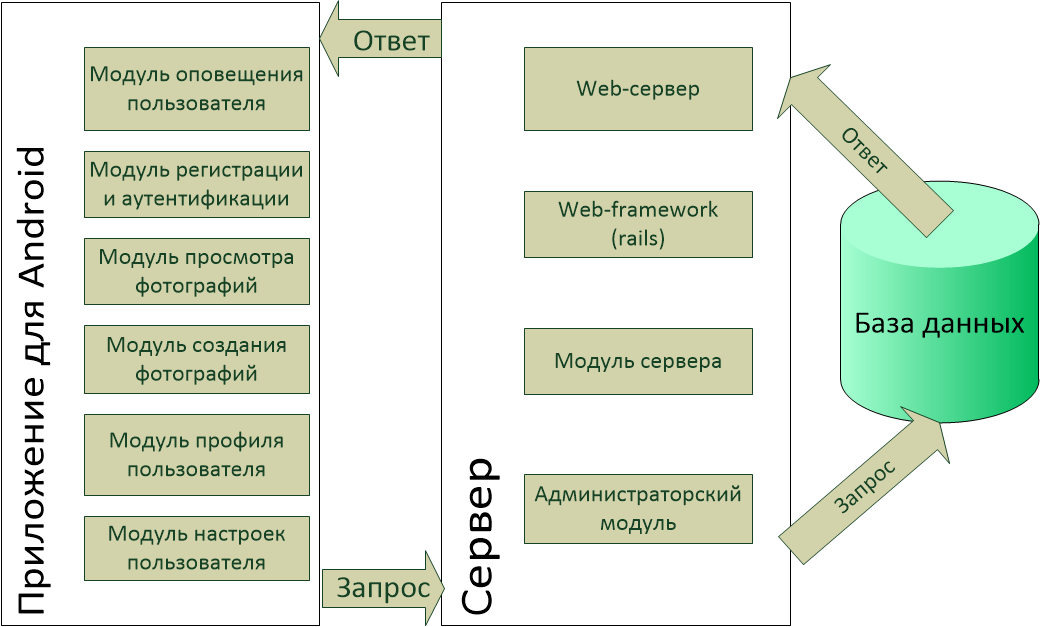 Приложение для Android
Модуль оповещения
пользователя
Модуль регистрации
и аутентификации
Модуль просмотра
фотографий
Модуль создания
фотографий
Модуль профиля
пользователя
Модуль настроек
пользователя
Ответ
Запрос
Сервер
Web-сервер
Web-framework
(rails)
Модуль сервера
Администраторский
модуль
Ответ
База данных
Запрос